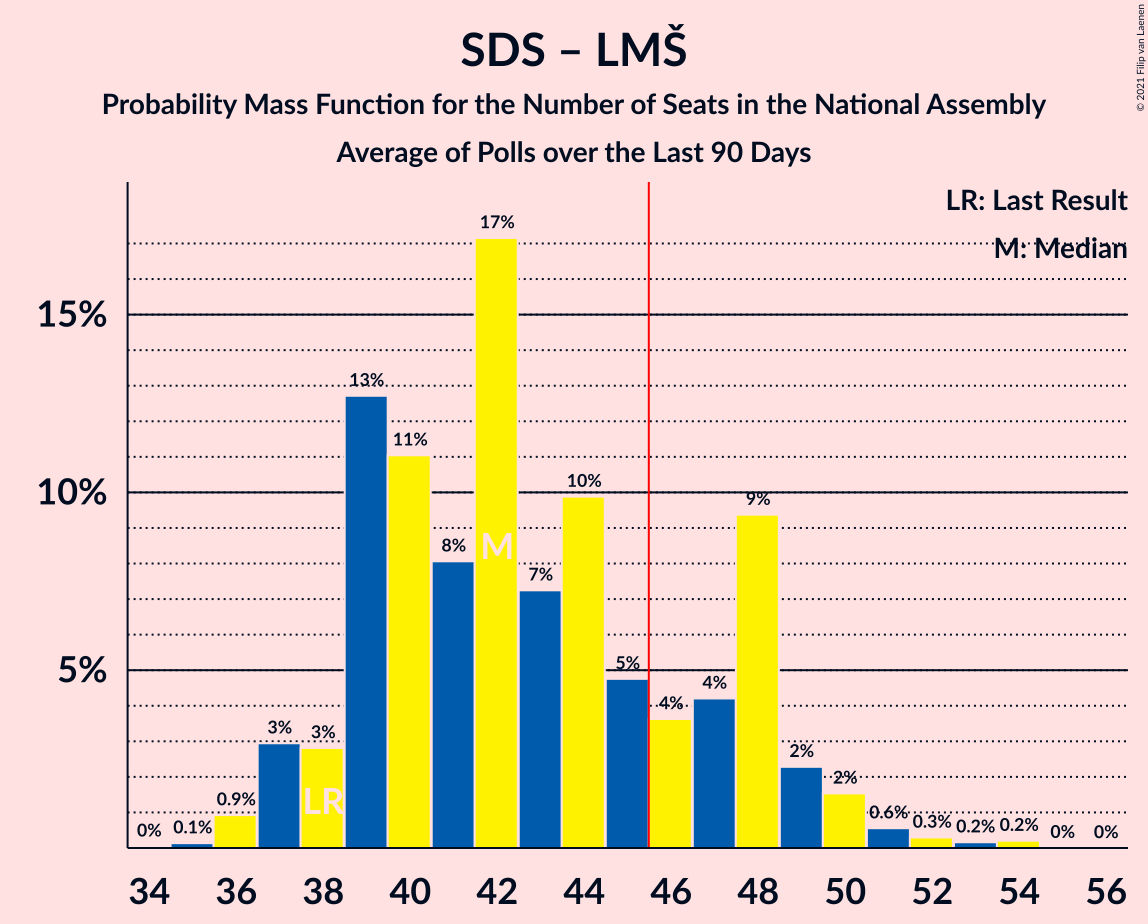 SDS – LMŠ
Probability Mass Function for the Number of Seats in the National Assembly
Average of Polls over the Last 90 Days
© 2021 Filip van Laenen
LR: Last Result
M: Median
15%
10%
5%
0%
0.1%
0.9%
3%
3%
13%
11%
8%
17%
7%
10%
5%
4%
4%
9%
2%
2%
0.6%
0.3%
0.2%
0.2%
0%
0%
LR
M
34 36 38 40 42 44 46 48 50 52 54 56